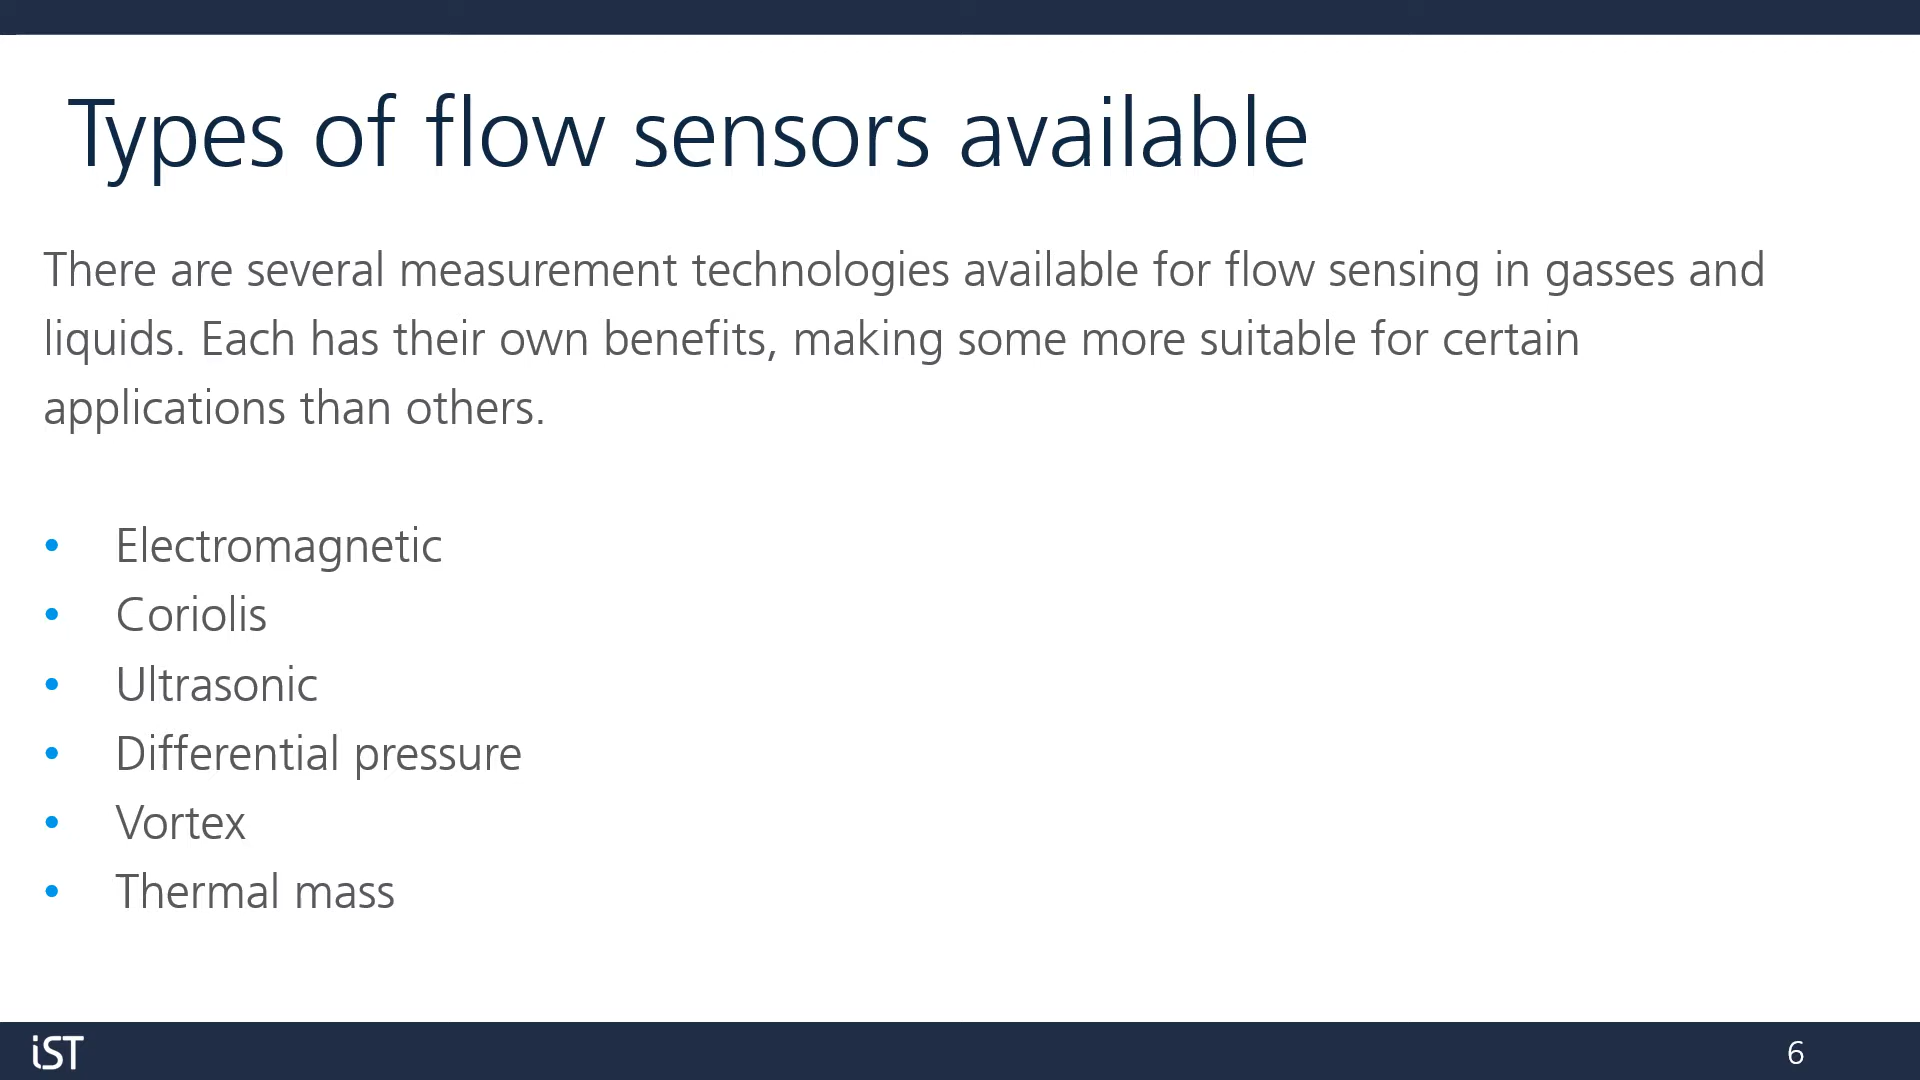 Types of flow sensors available
There are several measurement technologies available for flow sensing in gasses and
liquids. Each has their own benefits, making some more suitable for certain
applications than others.
• Electromagnetic
• Coriolis
• Ultrasonic
• Differential pressure
• Vortex
• Thermal mass
iST
6